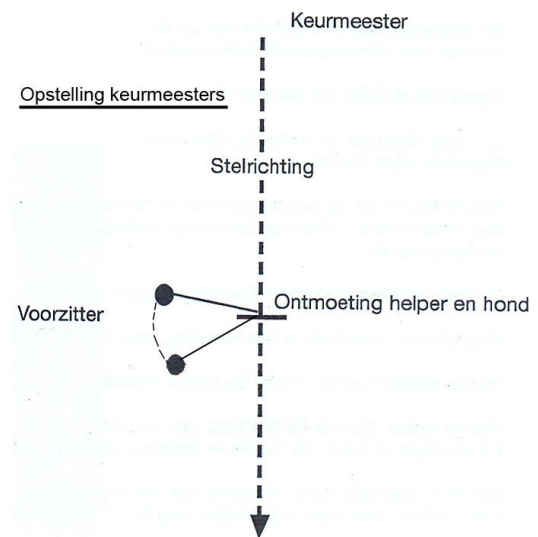 Keurmeester
Opstelling keurmeesters
Stelrichting
Voorzitter
Ontmoeting helper en hond